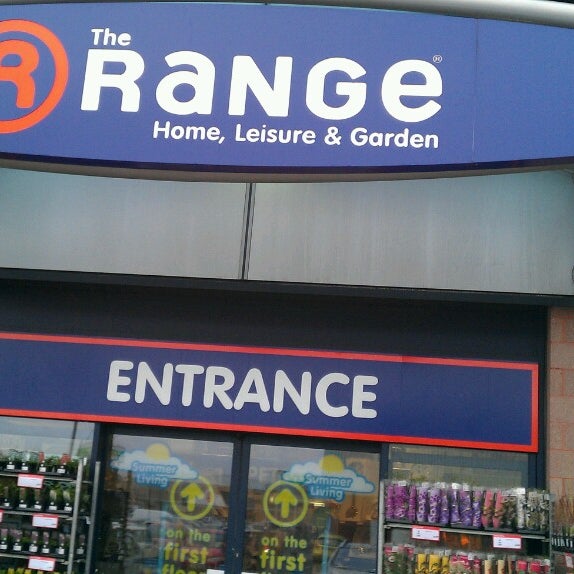 R
The
RaNGe®
Home, Leisure & Garden
ENTRANCE
Summer
Living
on the
first
Summer
Living
on the
first